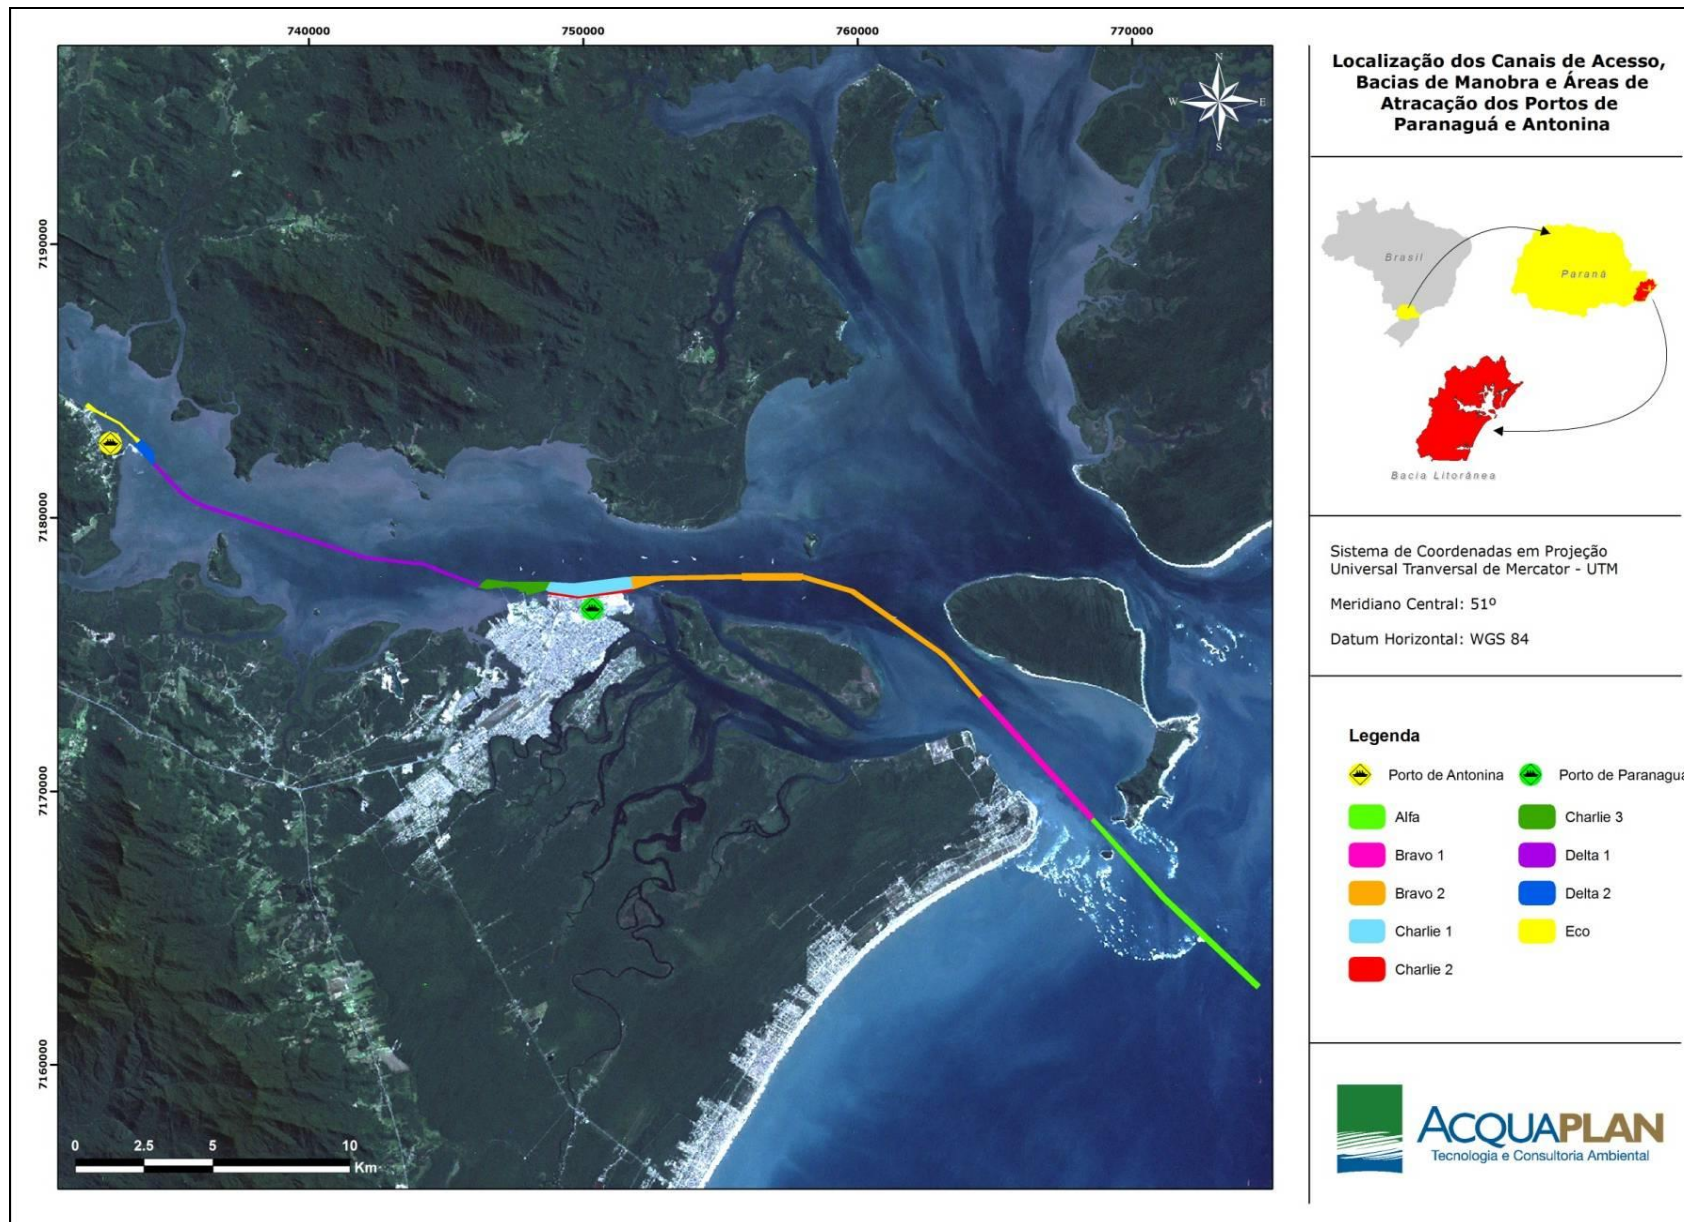 740000
750000
760000
770000
7190000
7180000
7170000
7160000
N
W
E
S
0
2.5
5
10
Km
Localização dos Canais de Acesso,
Bacias de Manobra e Áreas de
Atracação dos Portos de
Paranaguá e Antonina
Brasil
Paraná
Bacia Litorânea
Sistema de Coordenadas em Projeção
Universal Tranversal de Mercator - UTM
Meridiano Central: 51º
Datum Horizontal: WGS 84
Legenda
Porto de Antonina
Porto de Paranagua
Alfa
Charlie 3
Bravo 1
Delta 1
Bravo 2
Delta 2
Charlie 1
Eco
Charlie 2
ACQUAPLAN
Tecnologia e Consultoria Ambiental